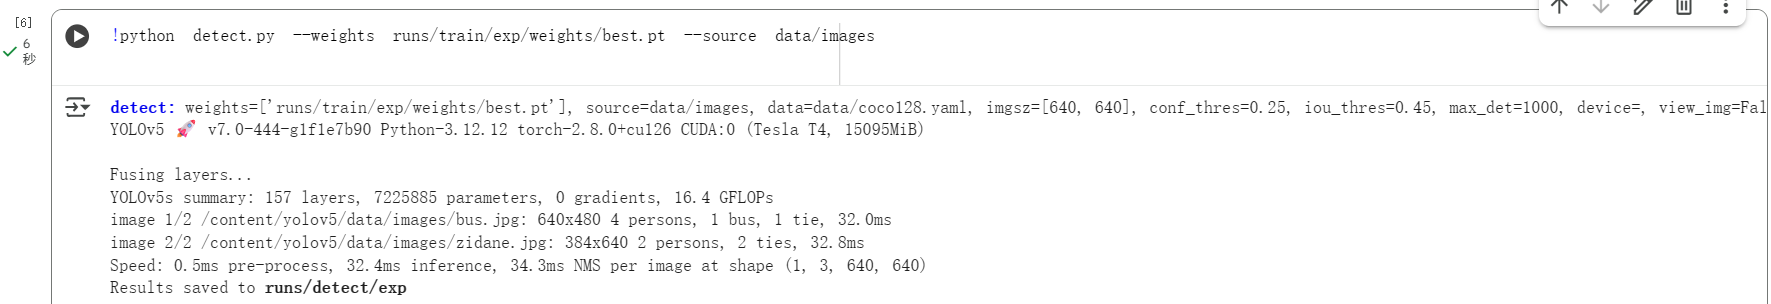 [6]
6
秒
!python detect.py --weights runs/train/exp/weights/best.pt --source data/images
detect: weights=['runs/train/exp/weights/best.pt'], source=data/images, data=data/coco128.yaml, imgsz=[640, 640], conf_thres=0.25, iou_thres=0.45, max_det=1000, device=, view_img=Fal
YOLOv5 🚀 v7.0-444-g1f1e7b90 Python-3.12.12 torch-2.8.0+cu126 CUDA:0 (Tesla T4, 15095MiB)
Fusing layers...
YOLOv5s summary: 157 layers, 7225885 parameters, 0 gradients, 16.4 GFLOPs
image 1/2 /content/yolov5/data/images/bus.jpg: 640x480 4 persons, 1 bus, 1 tie, 32.0ms
image 2/2 /content/yolov5/data/images/zidane.jpg: 384x640 2 persons, 2 ties, 32.8ms
Speed: 0.5ms pre-process, 32.4ms inference, 34.3ms NMS per image at shape (1, 3, 640, 640)
Results saved to runs/detect/exp